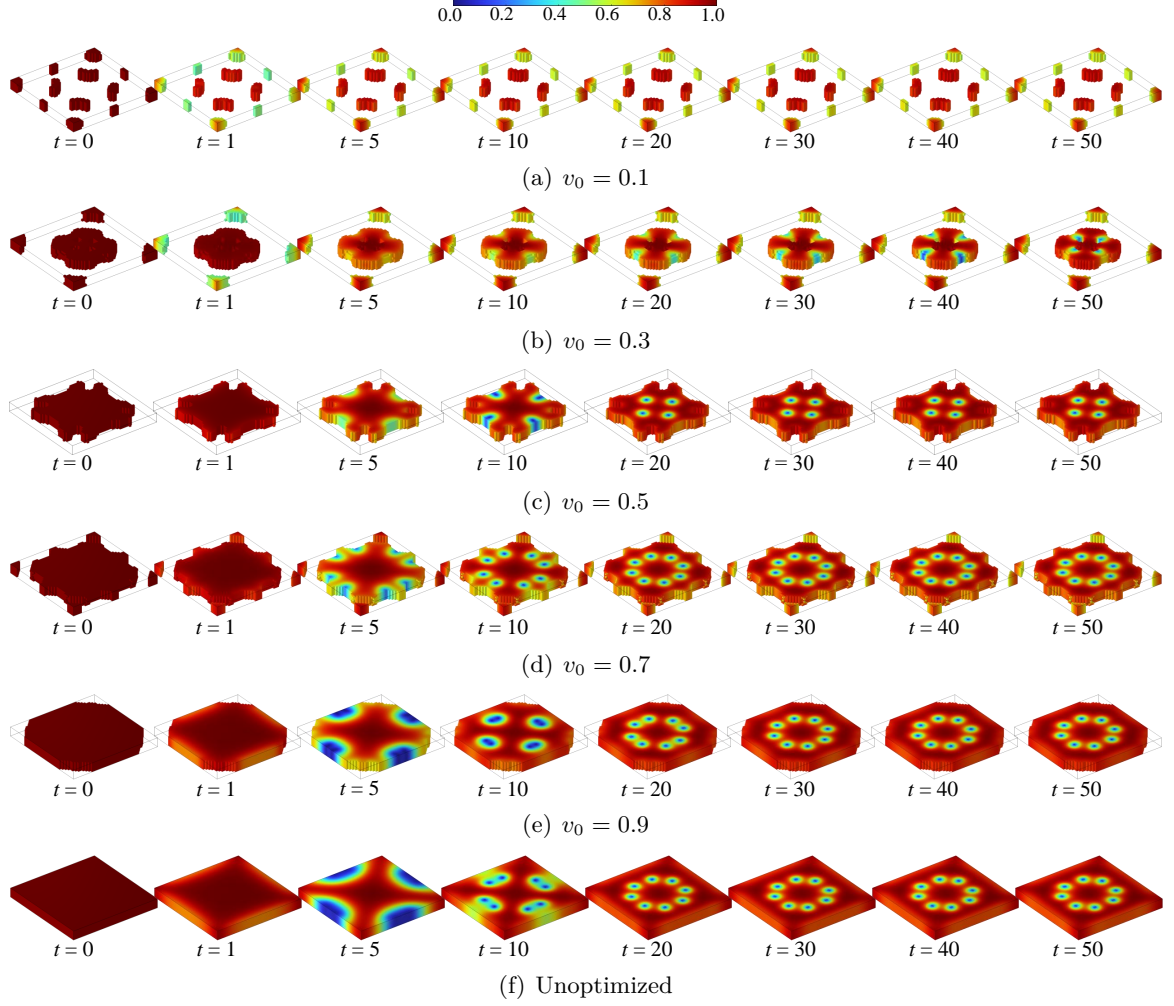 0.0 0.2 0.4 0.6 0.8 1.0
t = 0 t = 1 t = 5 t = 10 t = 20 t = 30 t = 40 t = 50
(a) v₀ = 0.1
t = 0 t = 1 t = 5 t = 10 t = 20 t = 30 t = 40 t = 50
(b) v₀ = 0.3
t = 0 t = 1 t = 5 t = 10 t = 20 t = 30 t = 40 t = 50
(c) v₀ = 0.5
t = 0 t = 1 t = 5 t = 10 t = 20 t = 30 t = 40 t = 50
(d) v₀ = 0.7
t = 0 t = 1 t = 5 t = 10 t = 20 t = 30 t = 40 t = 50
(e) v₀ = 0.9
t = 0 t = 1 t = 5 t = 10 t = 20 t = 30 t = 40 t = 50
(f) Unoptimized